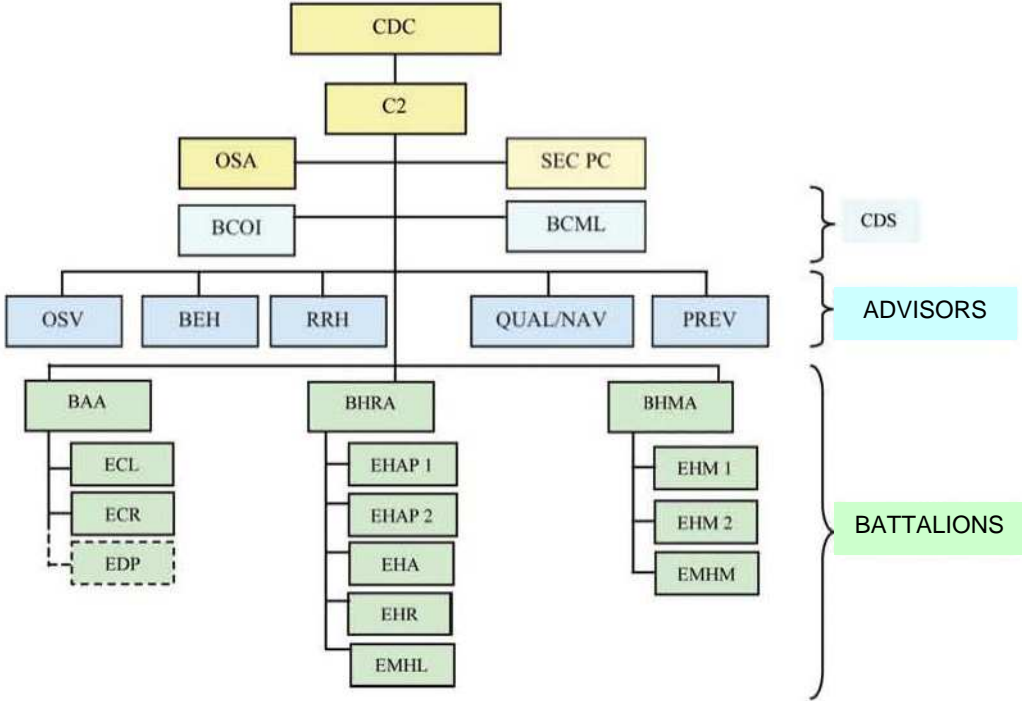 CDC
C2
OSA
SEC PC
BCOI
BCML
CDS
OSV
BEH
RRH
QUAL/NAV
PREV
ADVISORS
BAA
BHRA
BHMA
ECL
EHAP 1
EHM 1
ECR
EHAP 2
EHM 2
BATTALIONS
EDP
EHA
EMHM
EHR
EMHL